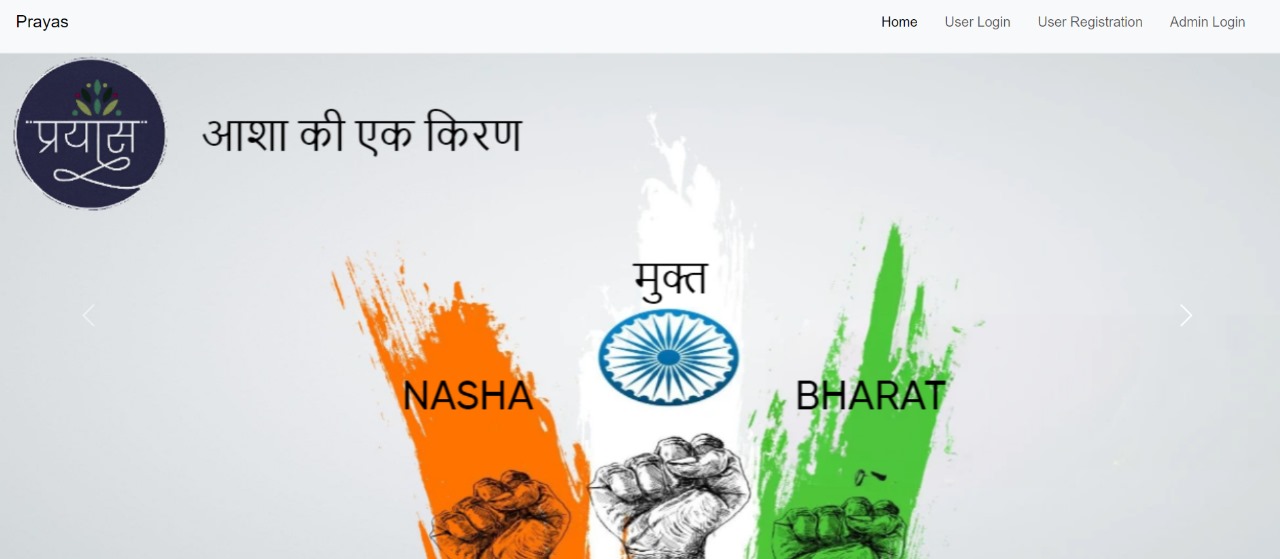 Prayas
Home User Login User Registration Admin Login
प्रयास
आशा की एक किरण
मुक्त
NASHA
BHARAT